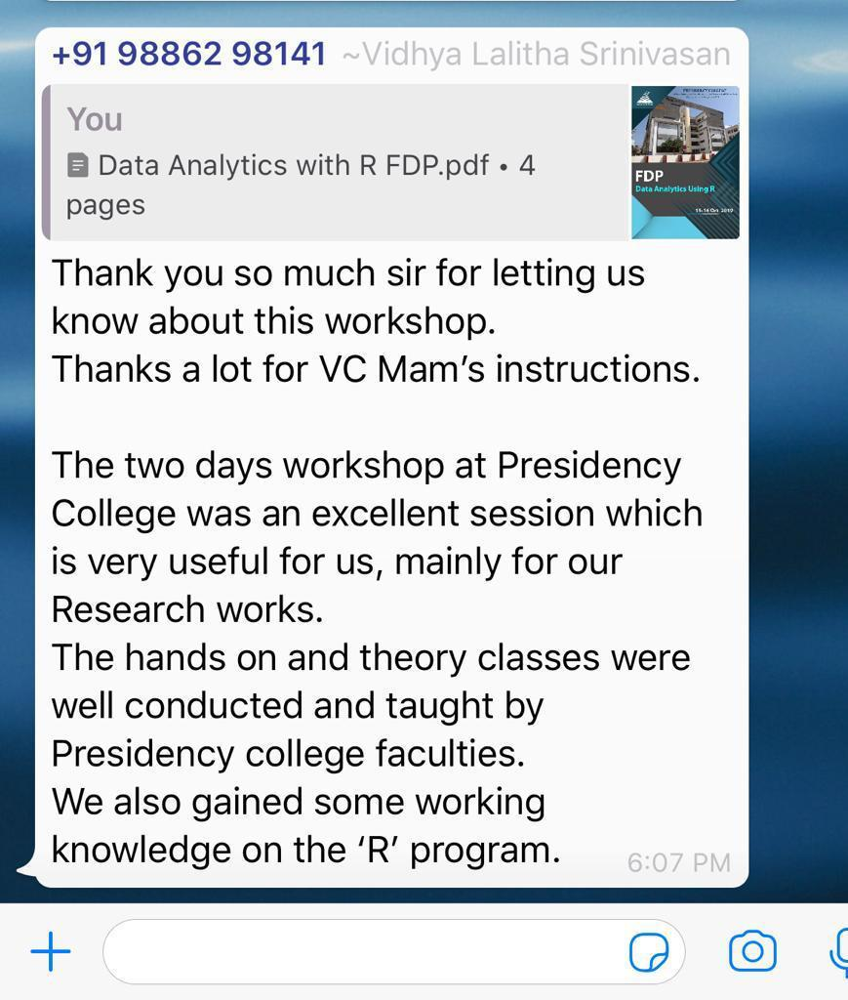 +91 98862 98141 ~Vidhya Lalitha Srinivasan
You
Data Analytics with R FDP.pdf • 4
pages
FDP
Data Analytics Using R
15-16 Oct 2019
Thank you so much sir for letting us
know about this workshop.
Thanks a lot for VC Mam’s instructions.
The two days workshop at Presidency
College was an excellent session which
is very useful for us, mainly for our
Research works.
The hands on and theory classes were
well conducted and taught by
Presidency college faculties.
We also gained some working
knowledge on the ‘R’ program.
6:07 PM